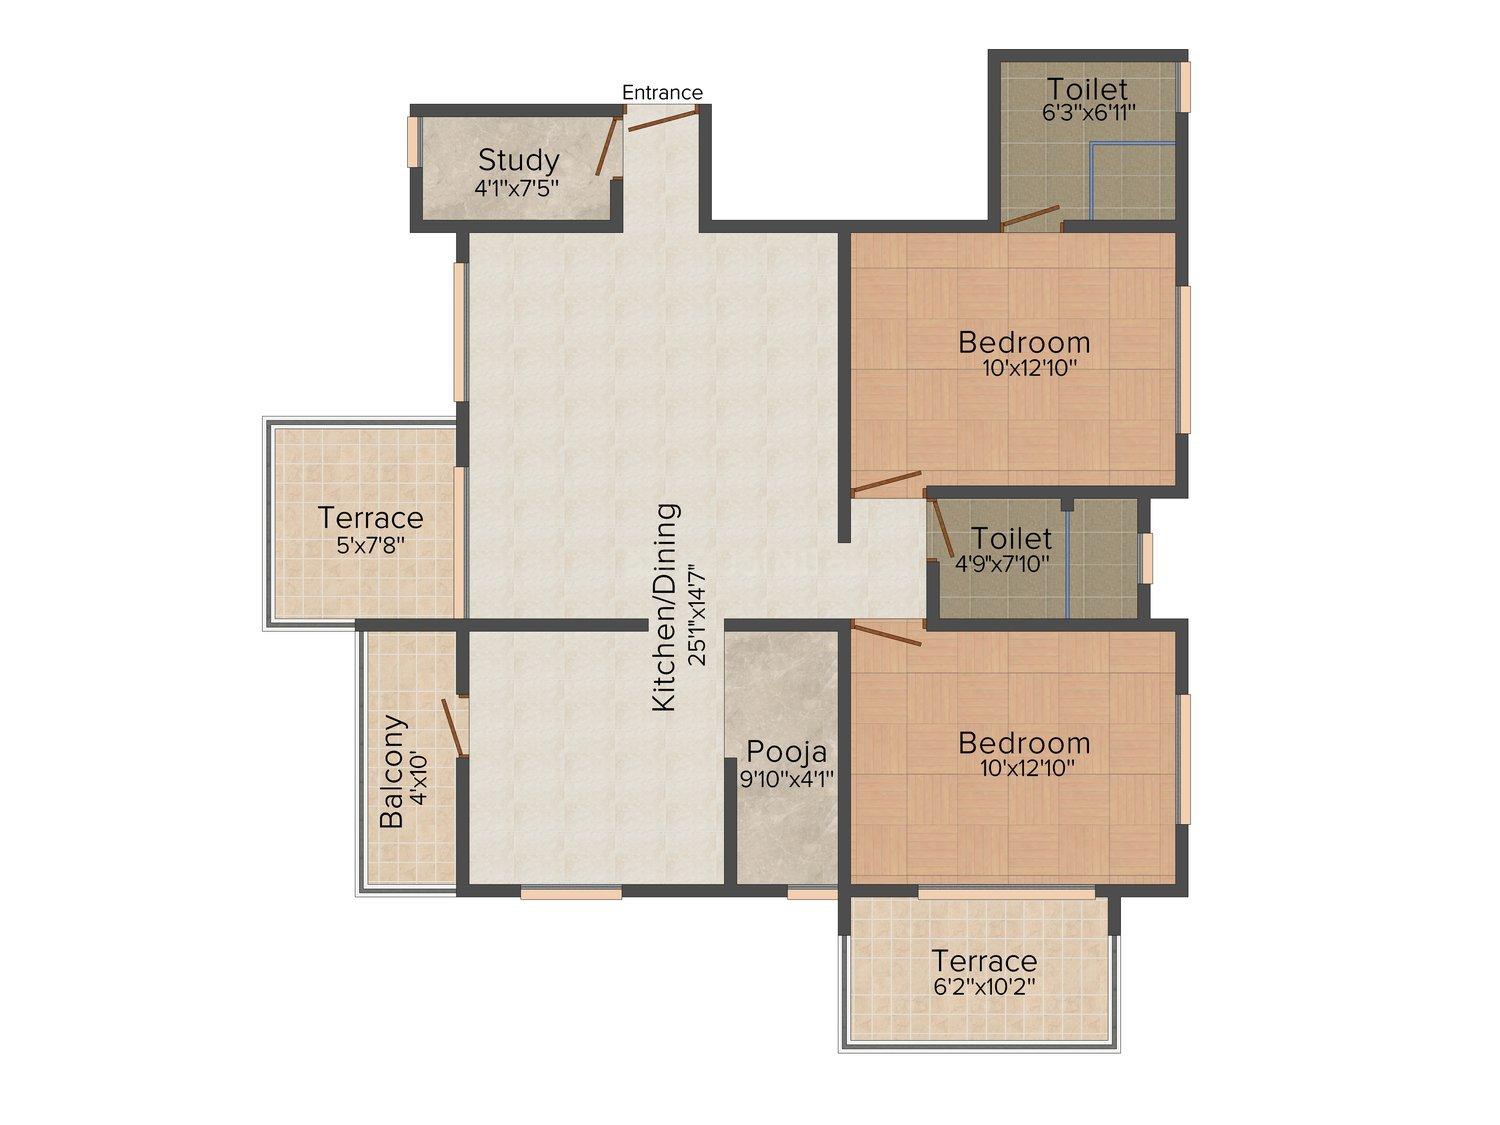 Entrance
Toilet
6'3"x6'11"
Study
4'1"x7'5"
Bedroom
10'x12'10"
Terrace
5'x7'8"
Kitchen/Dining
25'1"x14'7"
Toilet
4'9"x7'10"
Balcony
4'x10'
Pooja
9'10"x4'1"
Bedroom
10'x12'10"
Terrace
6'2"x10'2"